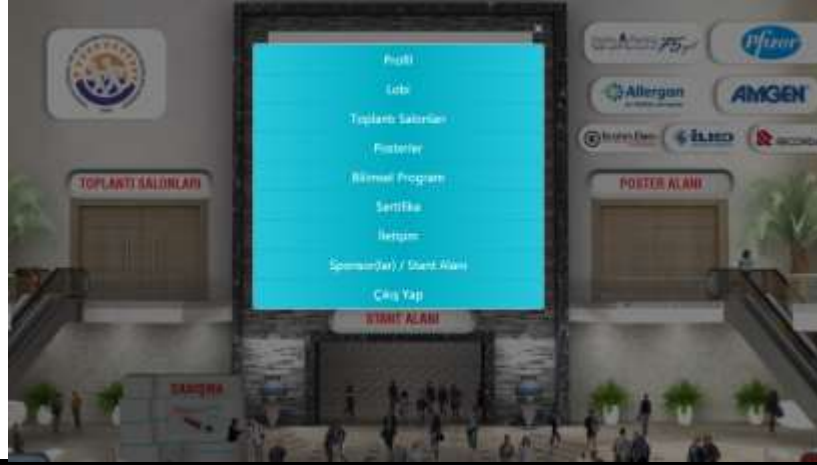 Profil
Lobi
Toplantı Salonları
Posterler
Bilimsel Program
Sertifika
İletişim
Sponsor(lar) / Stant Alanı
Çıkış Yap
75
Pfizer
Allergan
AMGEN
TOPLANTI SALONLARI
POSTER ALANI
STANT ALANI
DANIŞMA